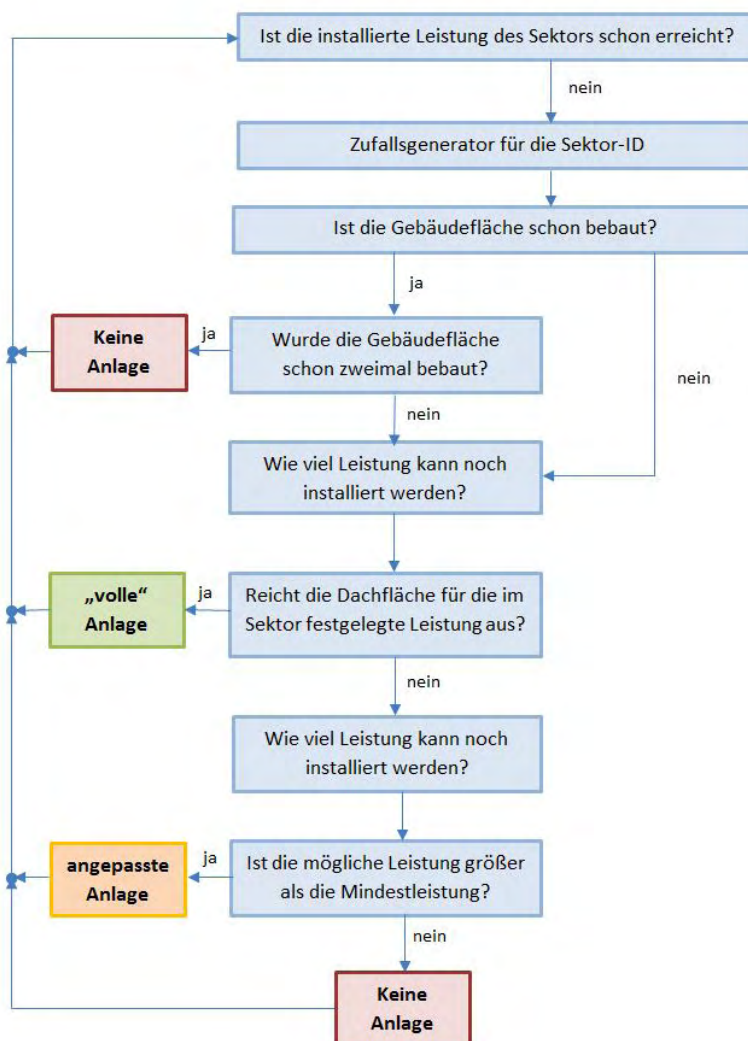 Ist die installierte Leistung des Sektors schon erreicht?
nein
Zufallsgenerator für die Sektor-ID
Ist die Gebäudefläche schon bebaut?
ja
nein
Keine
Anlage
ja
Wurde die Gebäudefläche
schon zweimal bebaut?
nein
Wie viel Leistung kann noch
installiert werden?
„volle“
Anlage
ja
Reicht die Dachfläche für die im
Sektor festgelegte Leistung aus?
nein
Wie viel Leistung kann noch
installiert werden?
angepasste
Anlage
ja
Ist die mögliche Leistung größer
als die Mindestleistung?
nein
Keine
Anlage